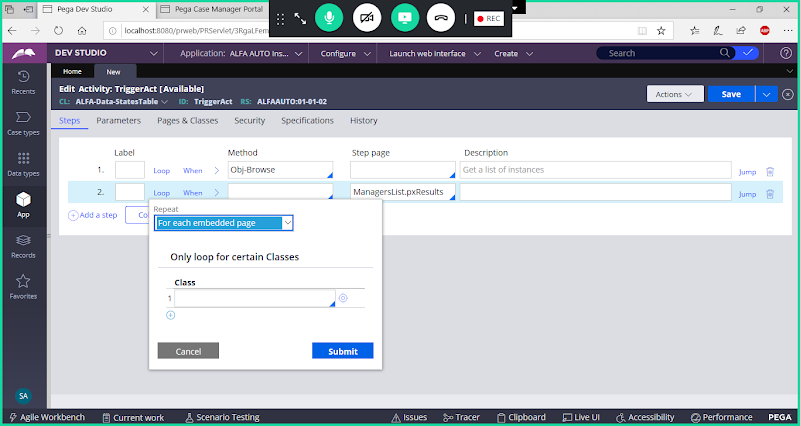 Pega Dev Studio
Pega Case Manager Portal
REC
localhost:8080/prweb/PRServlet/3RgaLFem
DEV STUDIO
Application: ALFA AUTO Ins...
Configure
Launch web Interface
Create
Search
Home
New
Recents
Case types
Data types
App
Records
Favorites
SA
Edit Activity: TriggerAct [Available]
CL: ALFA-Data-StatesTable ID: TriggerAct RS: ALFAAUTO:01-01-02
Actions
Save
Steps
Parameters
Pages & Classes
Security
Specifications
History
Label
Method
Step page
Description
1. Loop When Obj-Browse Get a list of instances Jump
2. Loop When ManagersList.pxResults Jump
Add a step
Repeat
For each embedded page
Only loop for certain Classes
Class
1
Cancel
Submit
Agile Workbench
Current work
Scenario Testing
Issues
Tracer
Clipboard
Live UI
Accessibility
Performance
PEGA